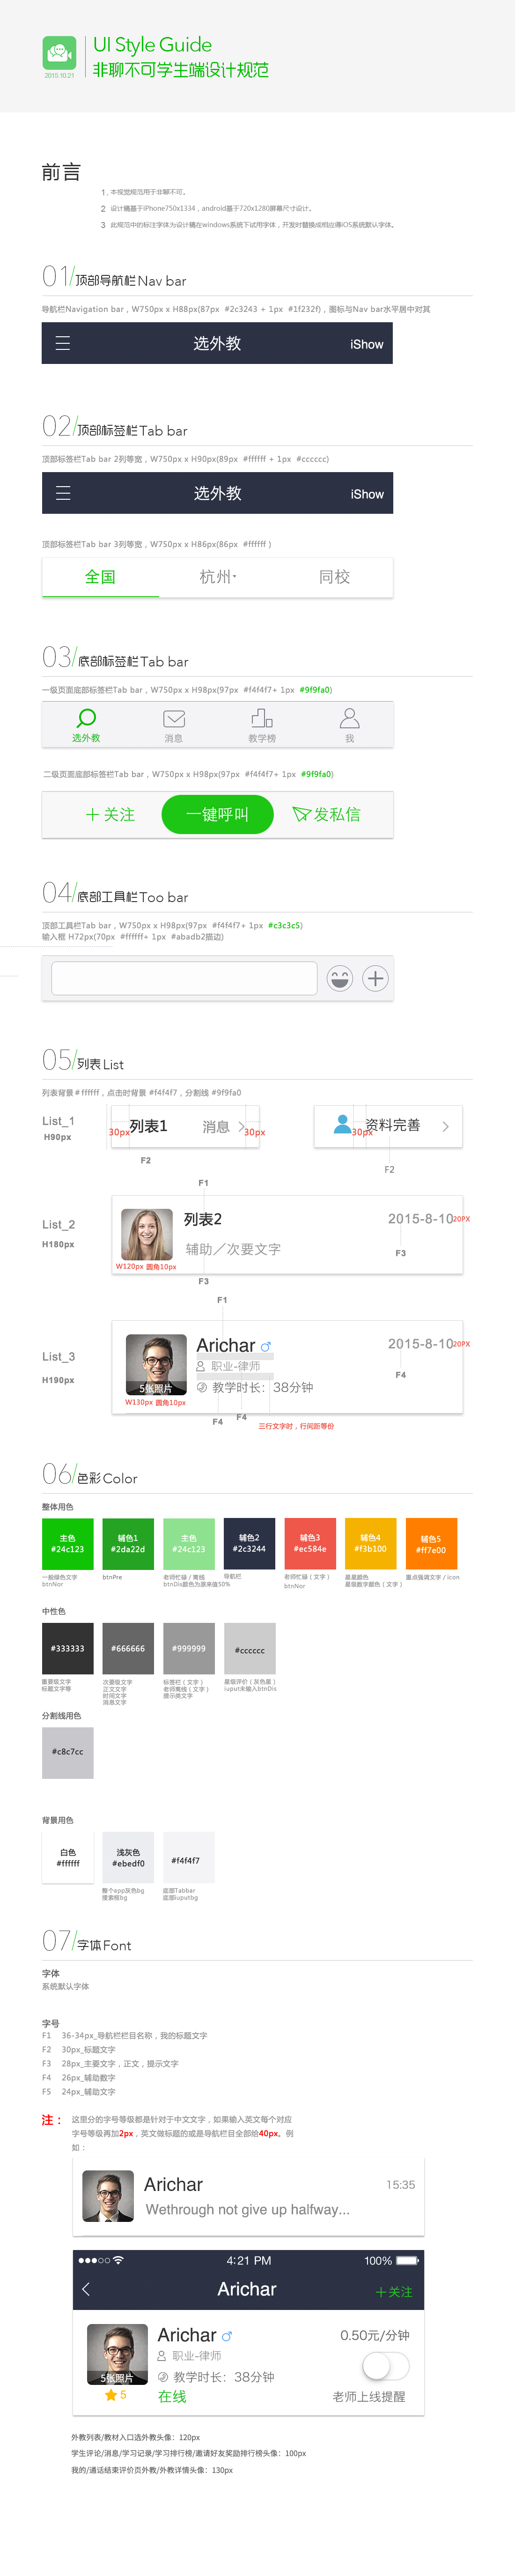 UI Style Guide
非聊不可学生端设计规范
2015.10.21
前言
1. 本视觉规范用于非聊不可。
2 设计稿基于iPhone750x1334，android基于720x1280屏幕尺寸设计。
3 此规范中的标注字体为设计稿在windows系统下试用字体，开发时替换成相应得iOS系统默认字体。
01/顶部导航栏Nav bar
导航栏Navigation bar，W750px x H88px(87px #2c3243 + 1px #1f232f)，图标与Nav bar水平居中对其
选外教
iShow
02/顶部标签栏Tab bar
顶部标签栏Tab bar 2列等宽，W750px x H90px(89px #ffffff + 1px #cccccc)
选外教
iShow
顶部标签栏Tab bar 3列等宽，W750px x H86px(86px #ffffff )
全国 杭州 同校
03/底部标签栏Tab bar
一级页面底部标签栏Tab bar，W750px x H98px(97px #f4f4f7+ 1px #9f9fa0)
选外教 消息 教学榜 我
二级页面底部标签栏Tab bar，W750px x H98px(97px #f4f4f7+ 1px #9f9fa0)
+关注 一键呼叫 发私信
04/底部工具栏Too bar
顶部工具栏Tab bar，W750px x H98px(97px #f4f4f7+ 1px #c3c3c5)
输入框 H72px(70px #ffffff+ 1px #abadb2描边)
05/列表List
列表背景＃ffffff，点击时背景 #f4f4f7，分割线 #9f9fa0
List_1
H90px
30px 列表1 消息 30px
F2
30px 资料完善
F2
F1
List_2
H180px
列表2
辅助／次要文字
2015-8-10 20PX
W120px 圆角10px
F3
F3
F1
List_3
H190px
Arichar
职业-律师
教学时长：38分钟
5张照片
2015-8-10 20PX
W130px 圆角10px
F4
F4
F4
三行文字时，行间距等份
06/色彩Color
整体用色
主色
#24c123
辅色1
#2da22d
主色
#24c123
辅色2
#2c3244
辅色3
#ec584e
辅色4
#f3b100
辅色5
#ff7e00
一般绿色文字
btnNor
btnPre
老师忙碌 / 离线
btnDis颜色为原来值50%
导航栏
老师忙碌（文字）
btnNor
星星颜色
星级数字颜色（文字）
重点强调文字 / icon
中性色
#333333
#666666
#999999
#cccccc
重要级文字
标题文字等
次要级文字
正文文字
时间文字
消息文字
标签栏（文字）
老师离线（文字）
提示类文字
星级评价（灰色星）
iuput未输入btnDis
分割线用色
#c8c7cc
背景用色
白色
#ffffff
浅灰色
#ebedf0
#f4f4f7
整个app灰色bg
搜索框bg
底部Tabbar
底部iuputbg
07/字体Font
字体
系统默认字体
字号
F1 36-34px_导航栏栏目名称，我的标题文字
F2 30px_标题文字
F3 28px_主要文字，正文，提示文字
F4 26px_辅助教字
F5 24px_辅助文字
注：
这里分的字号等级都是针对于中文文字，如果输入英文每个对应
字号等级再加2px，英文做标题的或是导航栏目全部给40px。例
如：
Arichar
15:35
Wethrough not give up halfway...
4:21 PM
100%
Arichar
+关注
Arichar
职业-律师
教学时长：38分钟
5张照片
5
在线
0.50元/分钟
老师上线提醒
外教列表/教材入口选外教头像：120px
学生评论/消息/学习记录/学习排行榜/邀请好友奖励排行榜头像：100px
我的/通话结束评价页外教/外教详情头像：130px